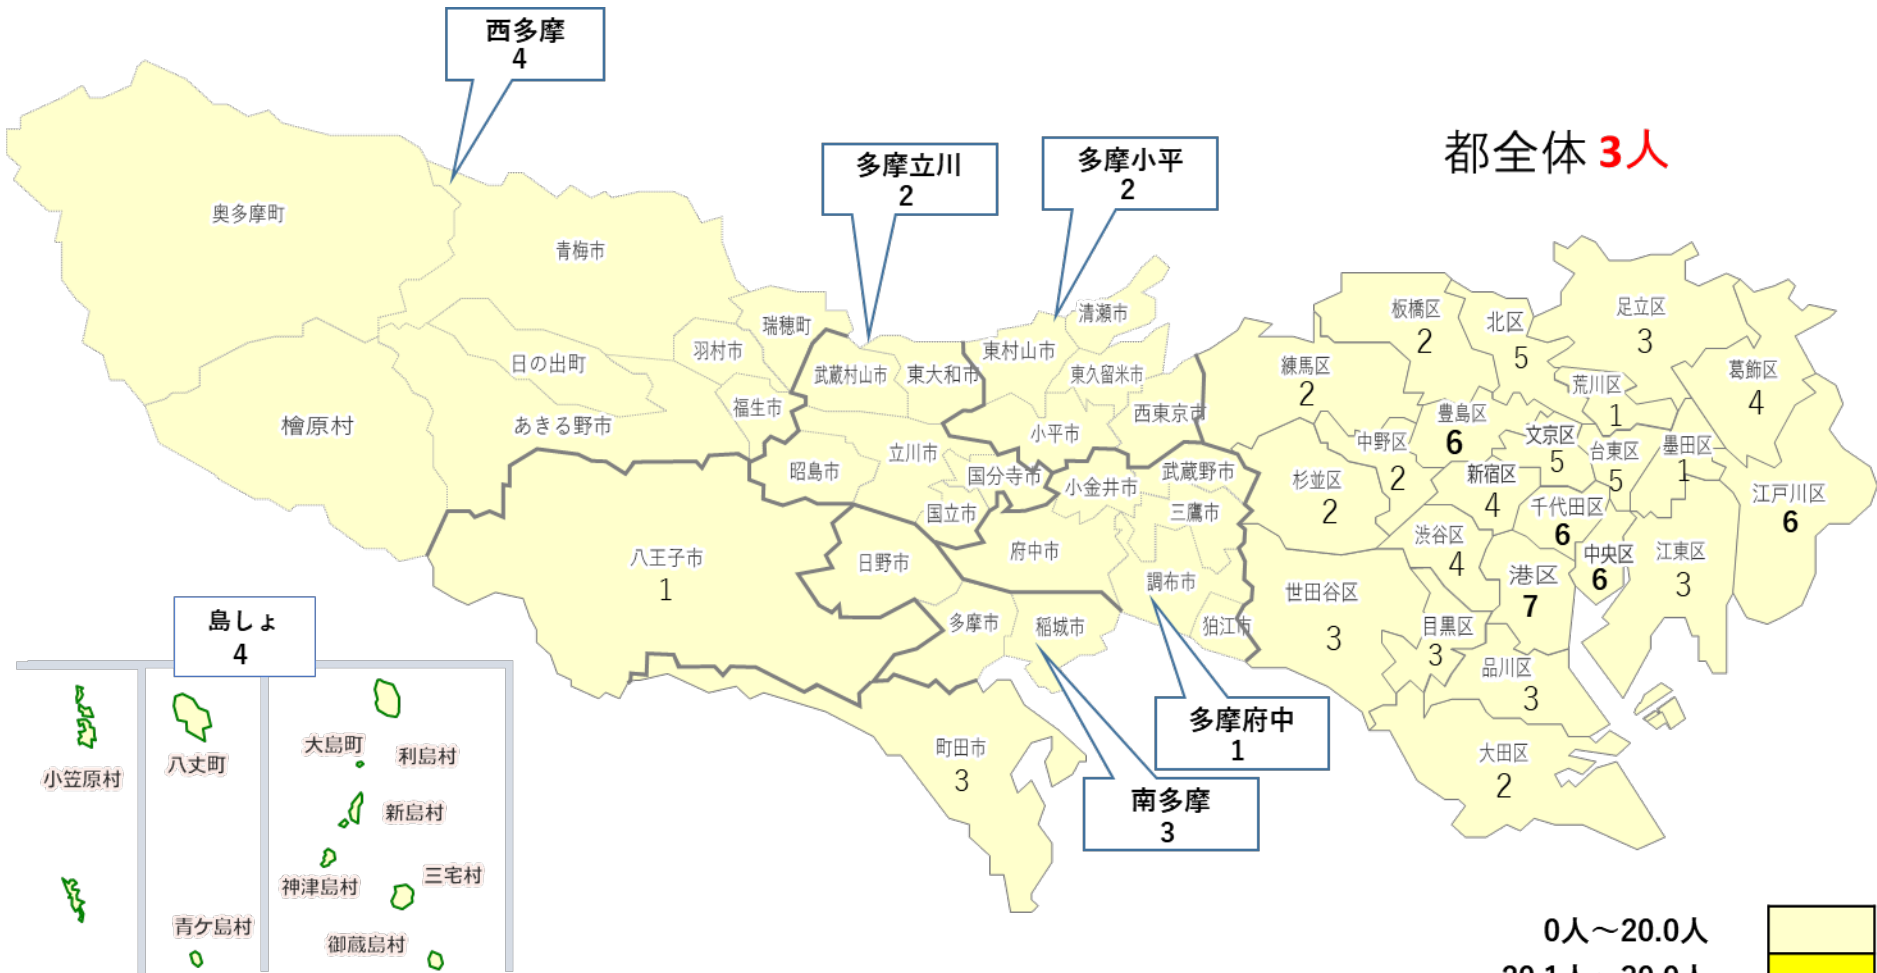 西多摩
4
多摩立川
2
多摩小平
2
都全体 3人
奥多摩町
青梅市
瑞穂町
羽村市
日の出町
福生市
あきる野市
檜原村
武蔵村山市
東大和市
東村山市
清瀬市
東久留米市
西東京市
小平市
立川市
昭島市
国分寺市
国立市
小金井市
武蔵野市
三鷹市
府中市
調布市
狛江市
八王子市
1
日野市
多摩市
稲城市
町田市
3
多摩府中
1
南多摩
3
板橋区
2
北区
5
足立区
3
葛飾区
4
荒川区
1
練馬区
2
豊島区
6
中野区
2
文京区
5
台東区
5
墨田区
1
杉並区
2
新宿区
4
千代田区
6
江戸川区
6
渋谷区
4
中央区
6
江東区
3
港区
7
世田谷区
3
目黒区
3
品川区
3
大田区
2
島しょ
4
小笠原村
八丈町
青ケ島村
大島町
利島村
新島村
神津島村
三宅村
御蔵島村
0人～20.0人